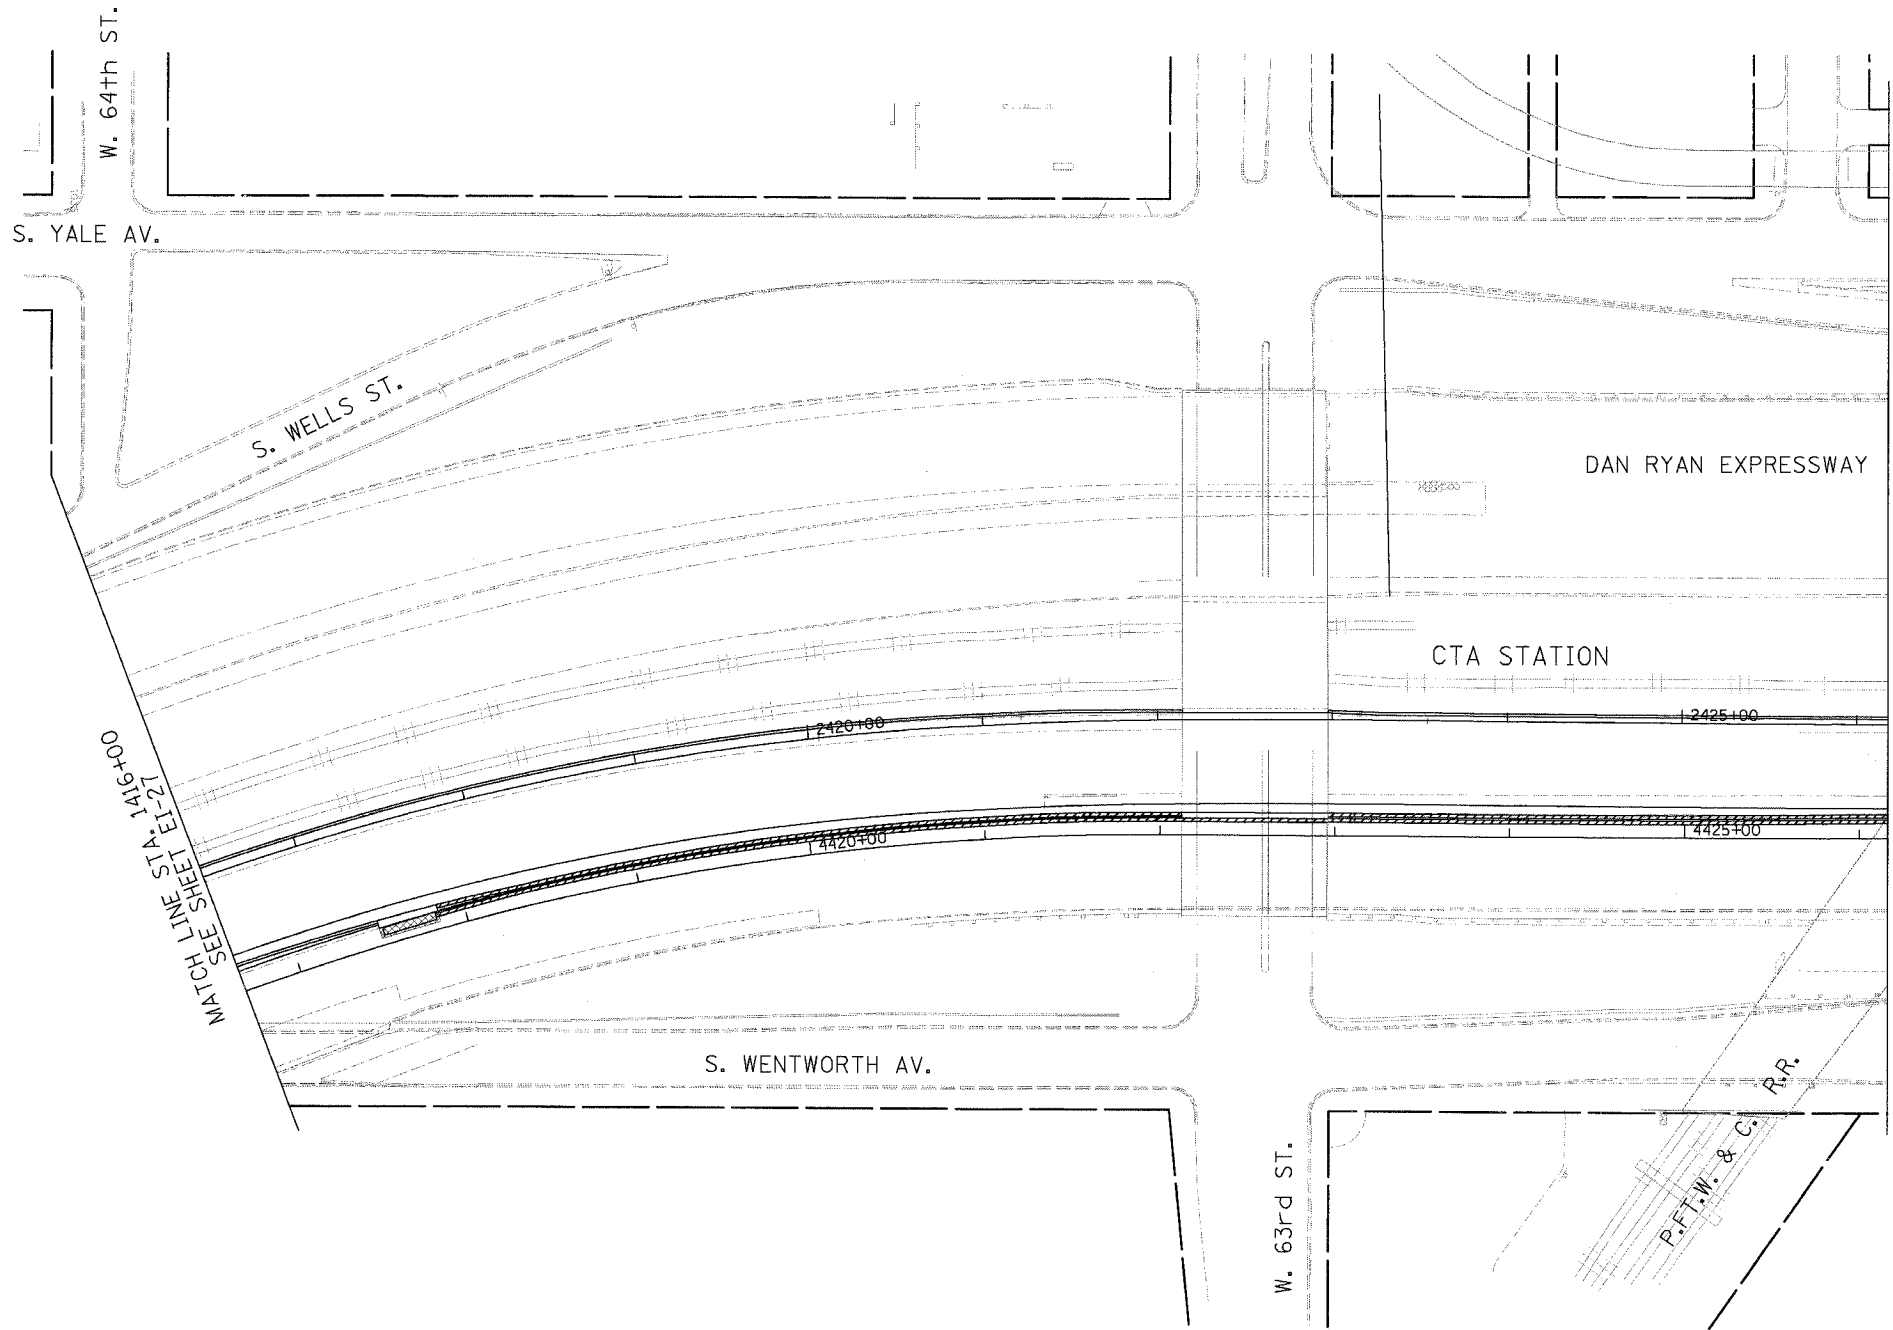 W. 64th ST.
S. YALE AV.
S. WELLS ST.
DAN RYAN EXPRESSWAY
CTA STATION
2420+00
2425+00
MATCH LINE STA. 1416+00
SEE SHEET EI-27
4420+00
4425+00
S. WENTWORTH AV.
W. 63rd ST.
P.FT.W. & C. R.R.